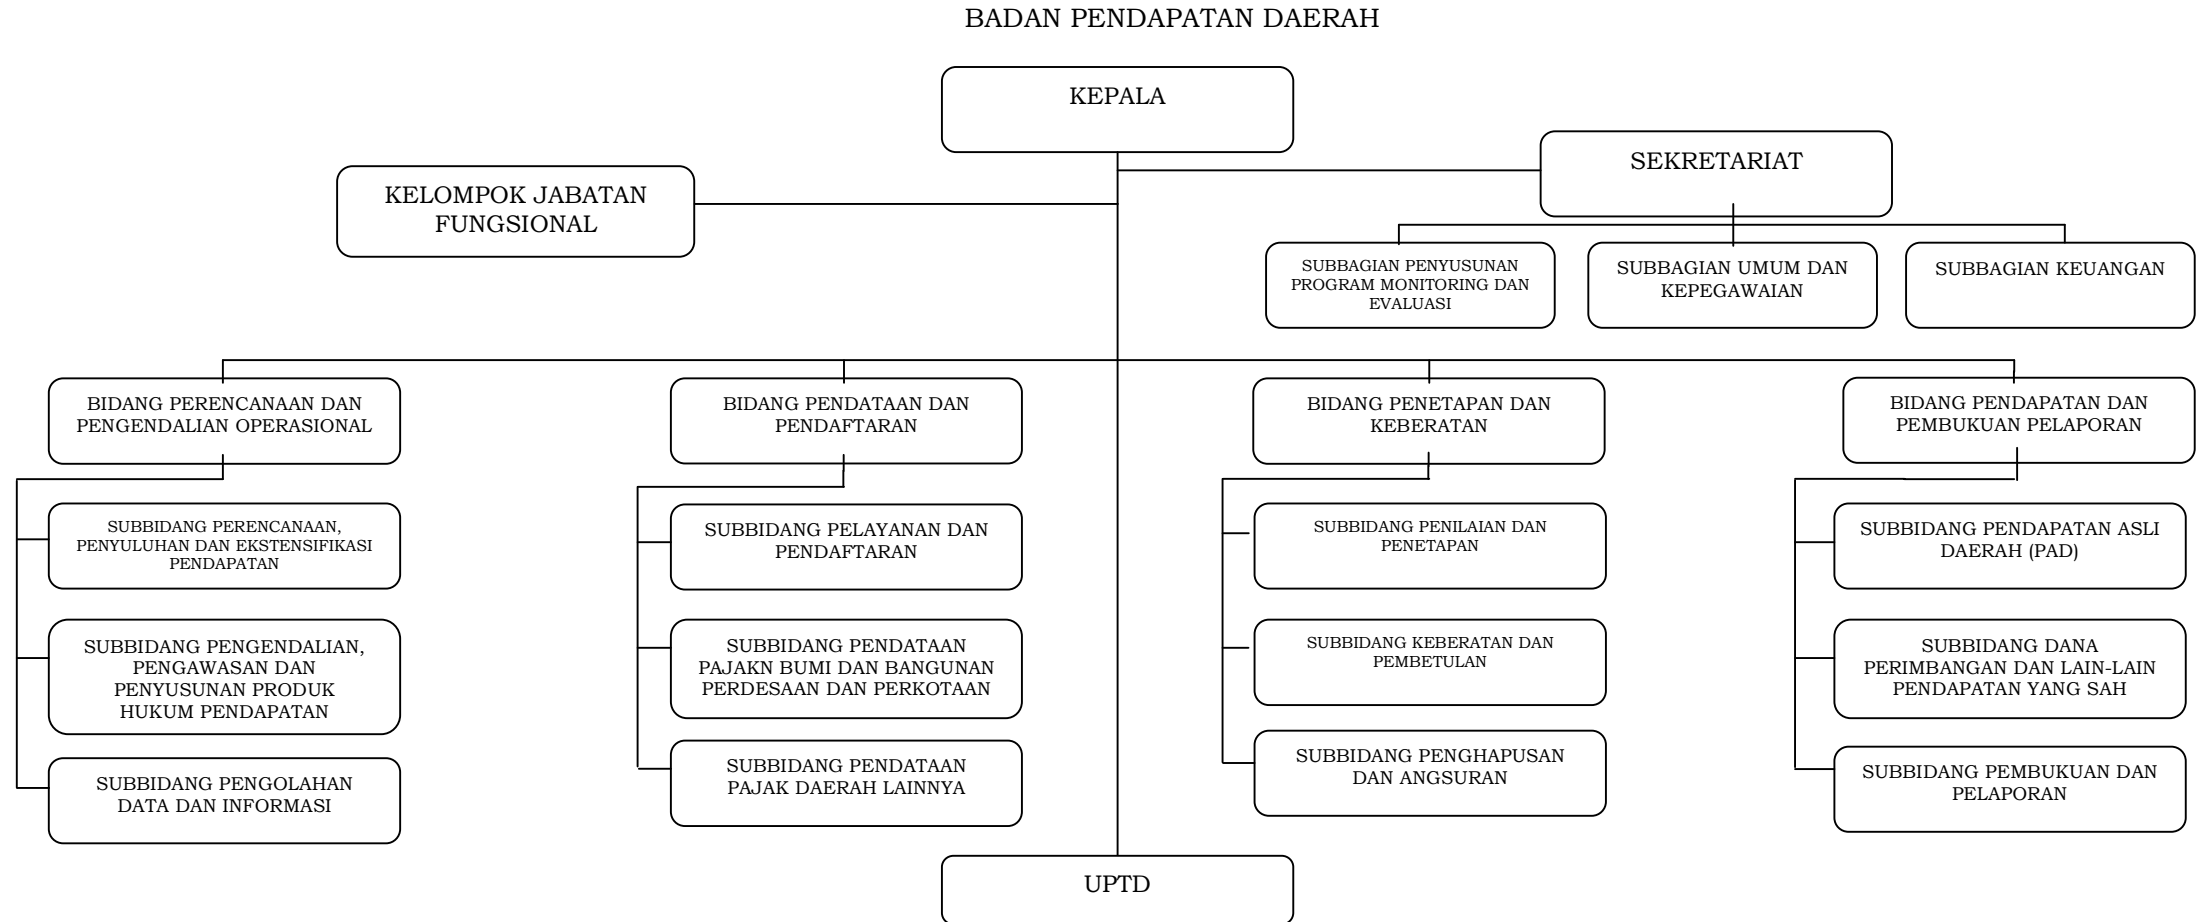 BADAN PENDAPATAN DAERAH
KEPALA
SEKRETARIAT
KELOMPOK JABATAN
FUNGSIONAL
SUBBAGIAN PENYUSUNAN
PROGRAM MONITORING DAN
EVALUASI
SUBBAGIAN UMUM DAN
KEPEGAWAIAN
SUBBAGIAN KEUANGAN
BIDANG PERENCANAAN DAN
PENGENDALIAN OPERASIONAL
BIDANG PENDATAAN DAN
PENDAFTARAN
BIDANG PENETAPAN DAN
KEBERATAN
BIDANG PENDAPATAN DAN
PEMBUKUAN PELAPORAN
SUBBIDANG PERENCANAAN,
PENYULUHAN DAN EKSTENSIFIKASI
PENDAPATAN
SUBBIDANG PELAYANAN DAN
PENDAFTARAN
SUBBIDANG PENILAIAN DAN
PENETAPAN
SUBBIDANG PENDAPATAN ASLI
DAERAH (PAD)
SUBBIDANG PENGENDALIAN,
PENGAWASAN DAN
PENYUSUNAN PRODUK
HUKUM PENDAPATAN
SUBBIDANG PENDATAAN
PAJAKN BUMI DAN BANGUNAN
PERDESAAN DAN PERKOTAAN
SUBBIDANG KEBERATAN DAN
PEMBETULAN
SUBBIDANG DANA
PERIMBANGAN DAN LAIN-LAIN
PENDAPATAN YANG SAH
SUBBIDANG PENGOLAHAN
DATA DAN INFORMASI
SUBBIDANG PENDATAAN
PAJAK DAERAH LAINNYA
SUBBIDANG PENGHAPUSAN
DAN ANGSURAN
SUBBIDANG PEMBUKUAN DAN
PELAPORAN
UPTD